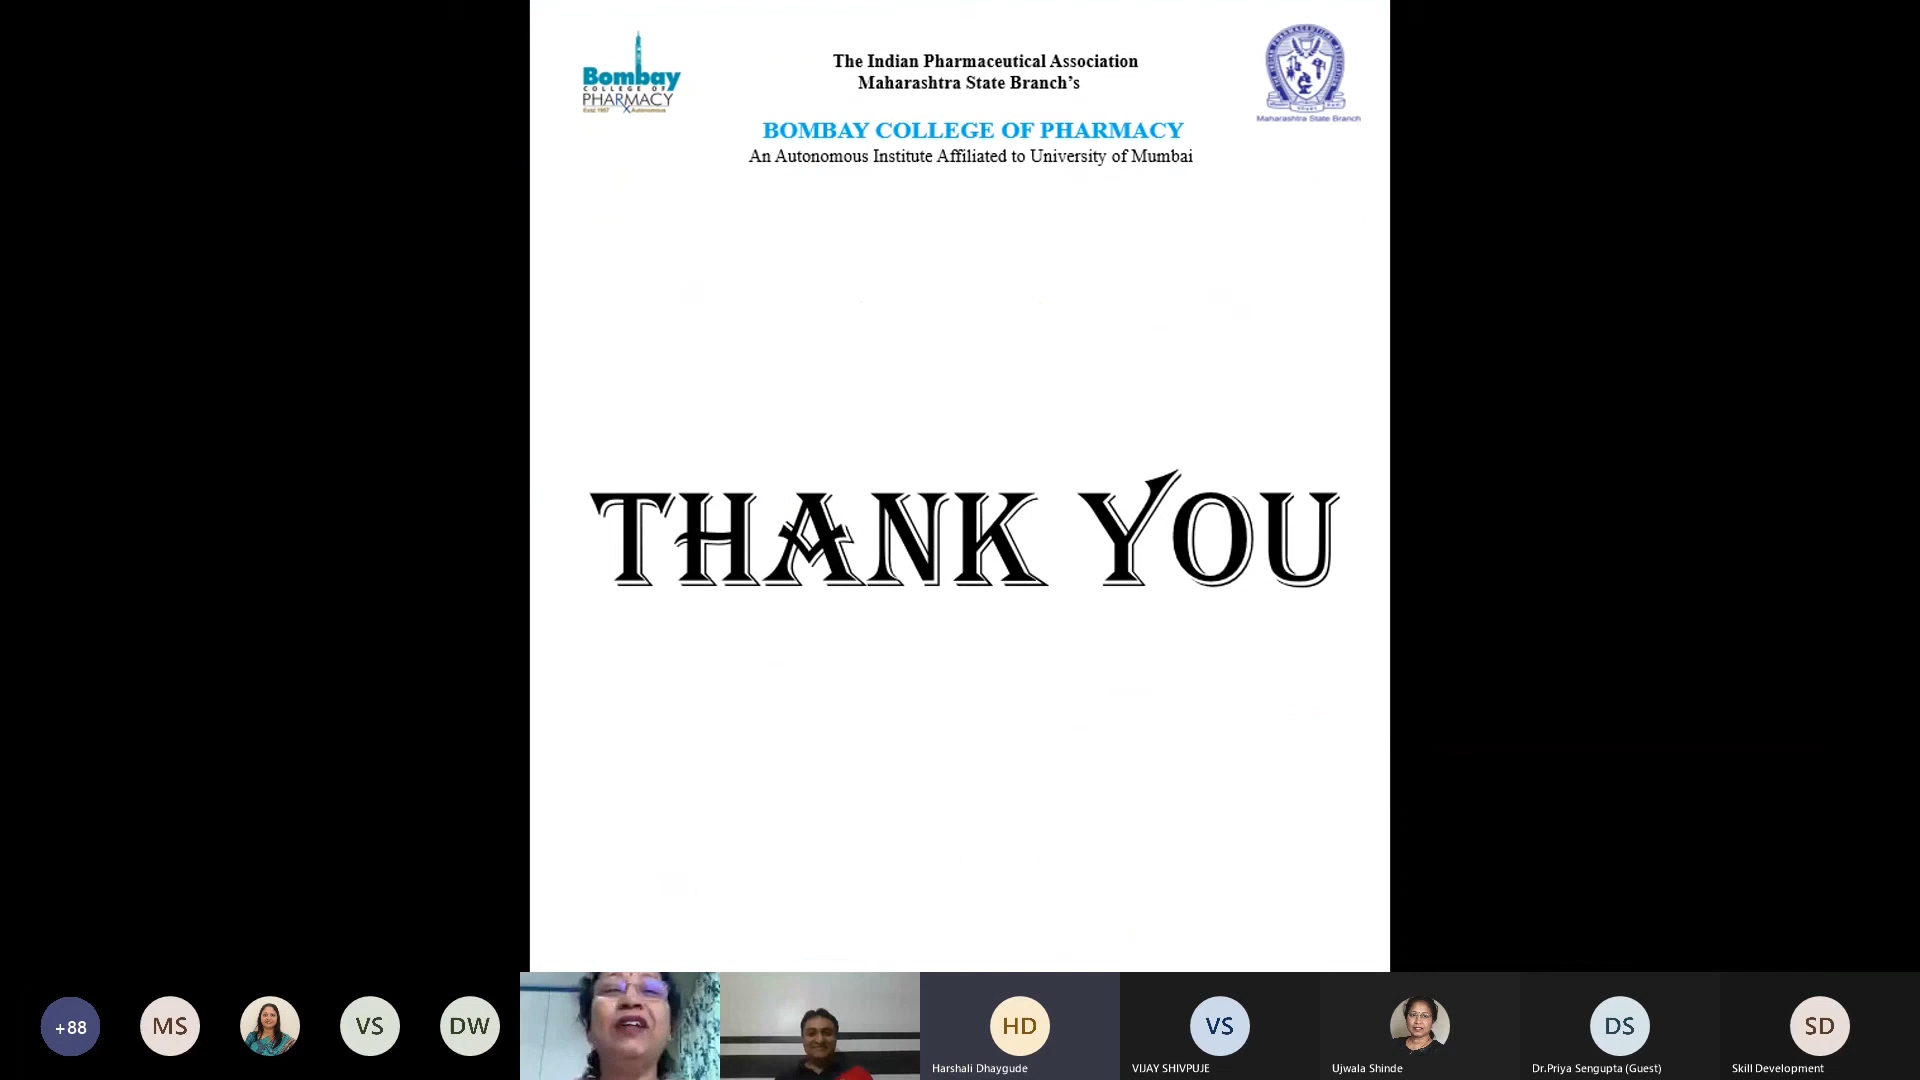 Bombay
COLLEGE OF
PHARMACY
Estd 1957 Autonomous
The Indian Pharmaceutical Association
Maharashtra State Branch's
BOMBAY COLLEGE OF PHARMACY
An Autonomous Institute Affiliated to University of Mumbai
Maharashtra State Branch
THANK YOU
+88
MS
VS
DW
HD
Harshali Dhaygude
VS
VIJAY SHIVPUJE
Ujwala Shinde
DS
Dr.Priya Sengupta (Guest)
SD
Skill Development